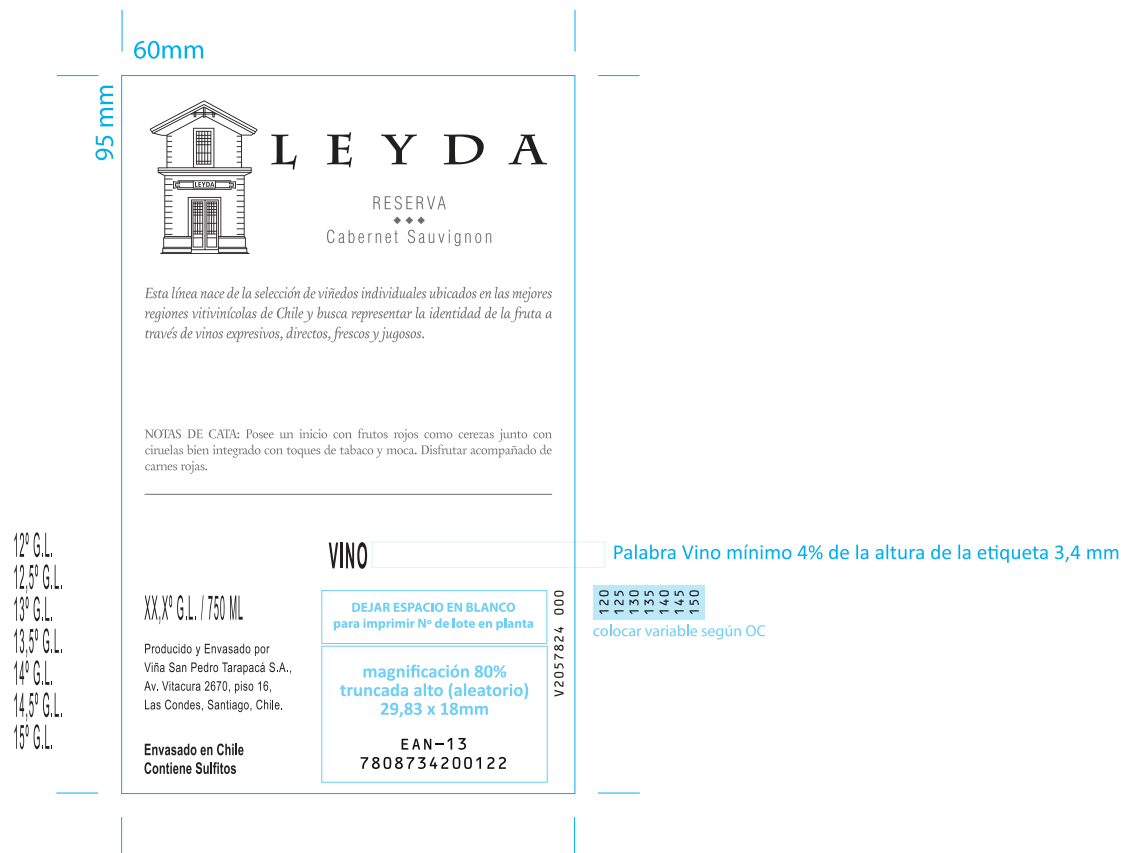 60mm
95 mm
LEYDA
LEYDA
RESERVA
Cabernet Sauvignon
Esta línea nace de la selección de viñedos individuales ubicados en las mejores
regiones vitivinícolas de Chile y busca representar la identidad de la fruta a
través de vinos expresivos, directos, frescos y jugosos.
NOTAS DE CATA: Posee un inicio con frutos rojos como cerezas junto con
ciruelas bien integrado con toques de tabaco y moca. Disfrutar acompañado de
carnes rojas.
12º G.L.
12,5º G.L.
13º G.L.
13,5º G.L.
14º G.L.
14,5º G.L.
15º G.L.
VINO
Palabra Vino mínimo 4% de la altura de la etiqueta 3,4 mm
XX,Xº G.L. / 750 ML
Producido y Envasado por
Viña San Pedro Tarapacá S.A.,
Av. Vitacura 2670, piso 16,
Las Condes, Santiago, Chile.
Envasado en Chile
Contiene Sulfitos
DEJAR ESPACIO EN BLANCO
para imprimir Nº de lote en planta
magnificación 80%
truncada alto (aleatorio)
29,83 x 18mm
EAN-13
7808734200122
V2057824 000
120
125
130
135
140
145
150
colocar variable según OC